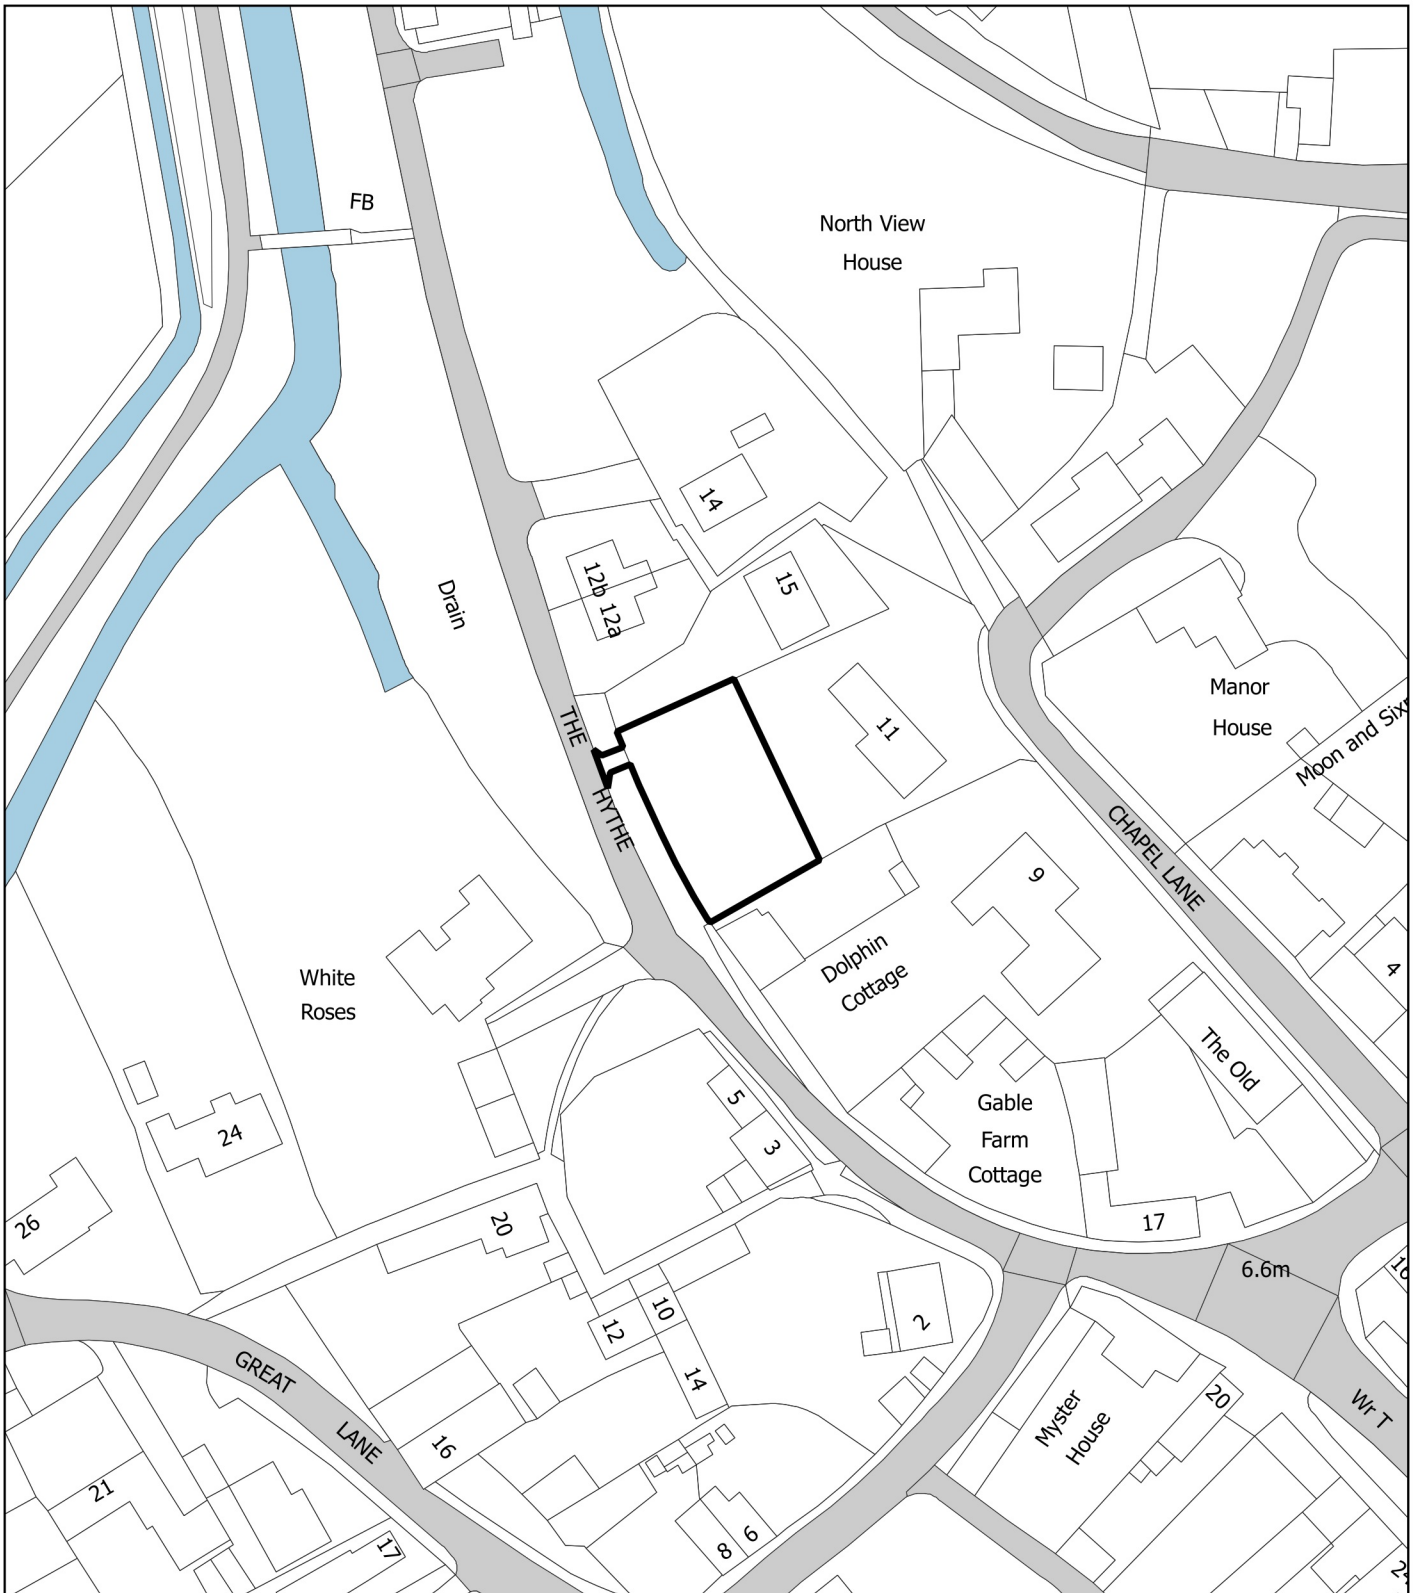 FB
North View
House
14
Drain
12b
12a
15
THE
HYTHE
11
Manor
House
Moon and Six
CHAPEL LANE
9
Dolphin
Cottage
4
White
Roses
The Old
24
5
3
Gable
Farm
Cottage
26
20
17
6.6m
16
10
12
2
14
GREAT
LANE
16
Myster
House
20
Wr T
21
17
8
6